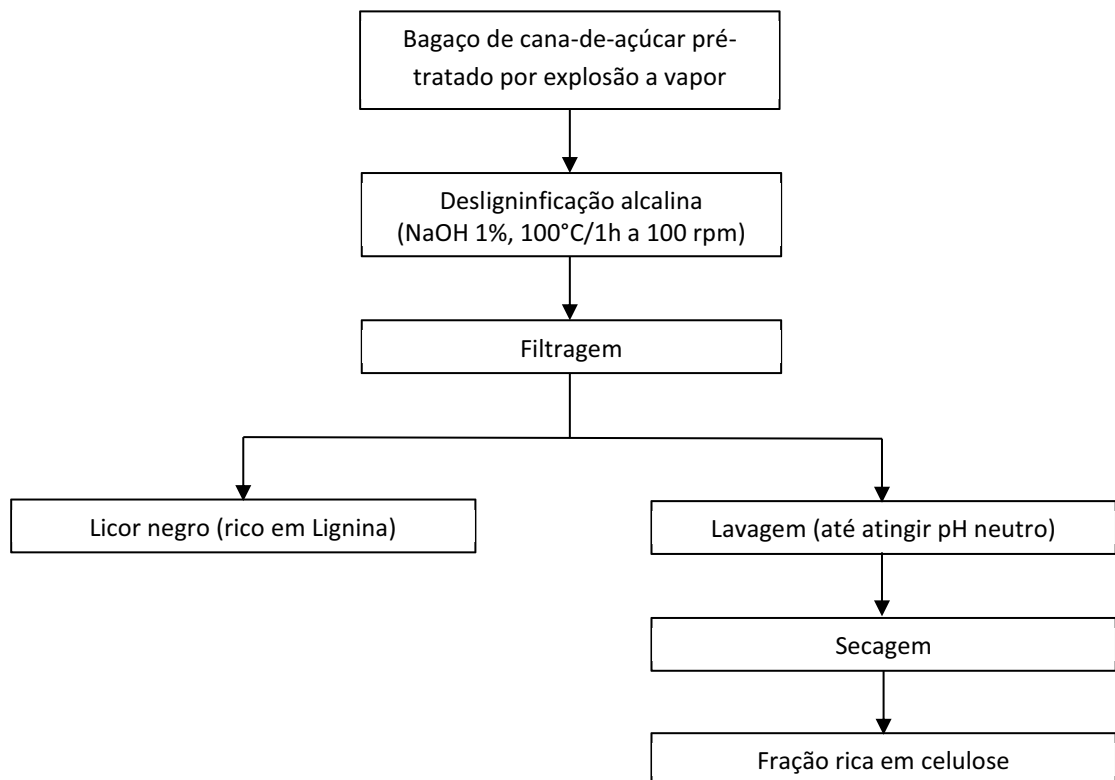 Bagaço de cana-de-açúcar pré-
tratado por explosão a vapor
Desligninficação alcalina
(NaOH 1%, 100°C/1h a 100 rpm)
Filtragem
Licor negro (rico em Lignina)
Lavagem (até atingir pH neutro)
Secagem
Fração rica em celulose